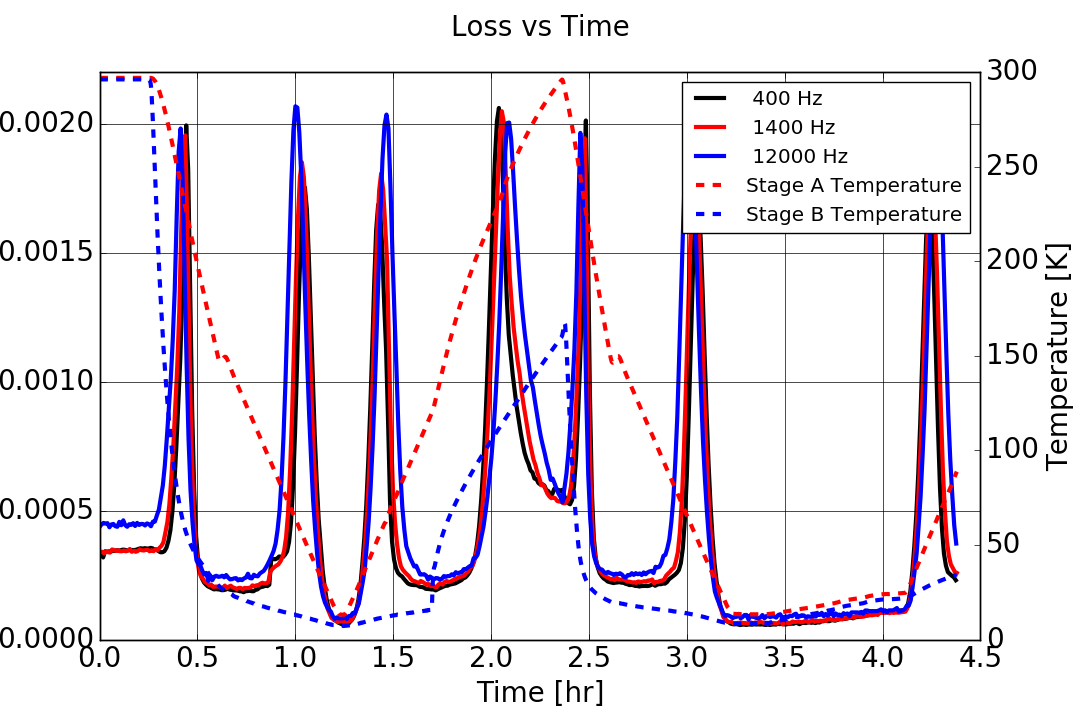 Loss vs Time
0.0020
0.0015
0.0010
0.0005
0.0000
300
250
200
150
100
50
0
Temperature [K]
400 Hz
1400 Hz
12000 Hz
Stage A Temperature
Stage B Temperature
0.0 0.5 1.0 1.5 2.0 2.5 3.0 3.5 4.0 4.5
Time [hr]